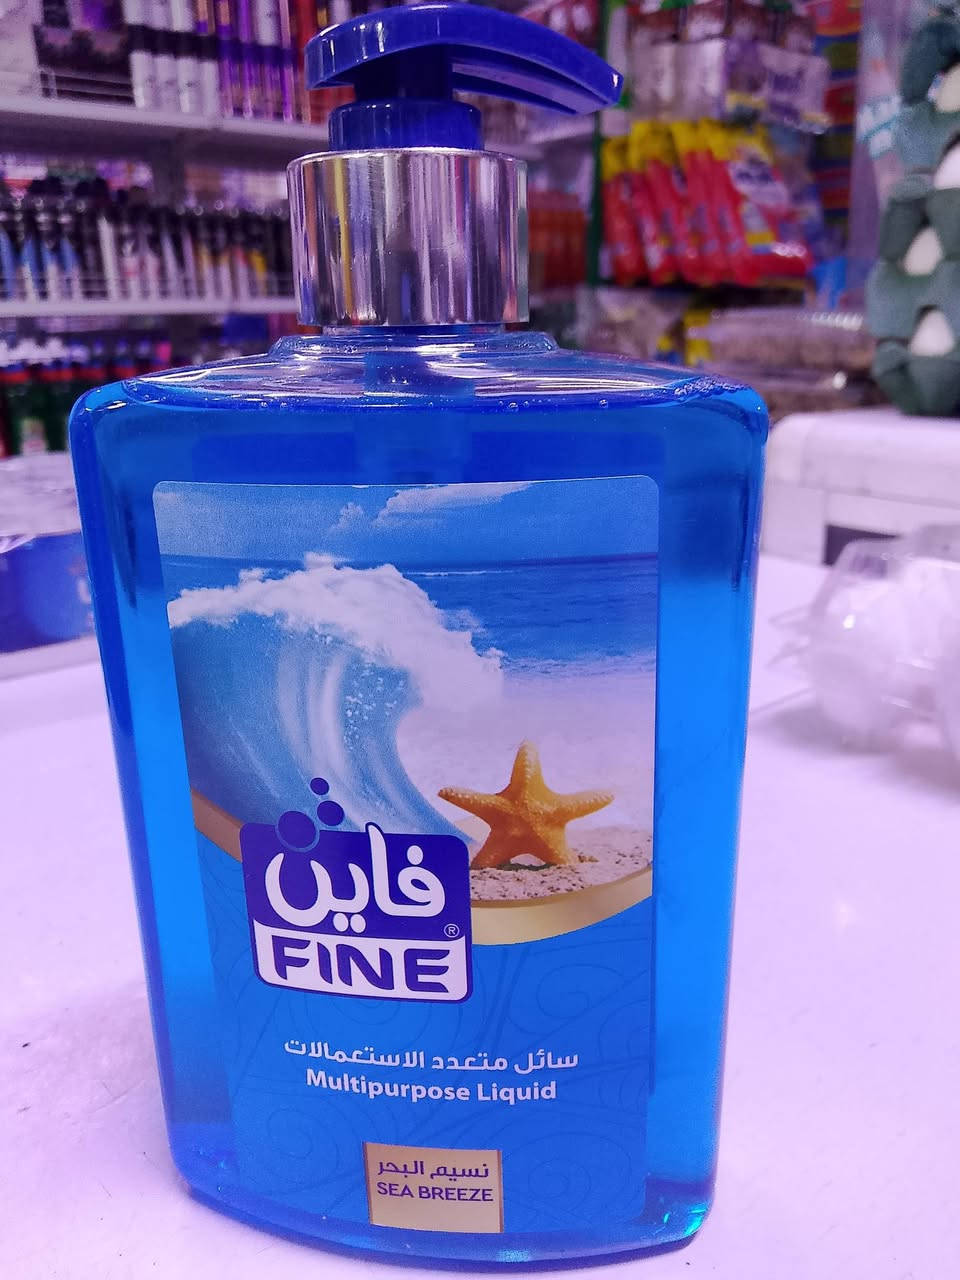 فاين
®
FINE
سائل متعدد الاستعمالات
Multipurpose Liquid
نسيم البحر
SEA BREEZE